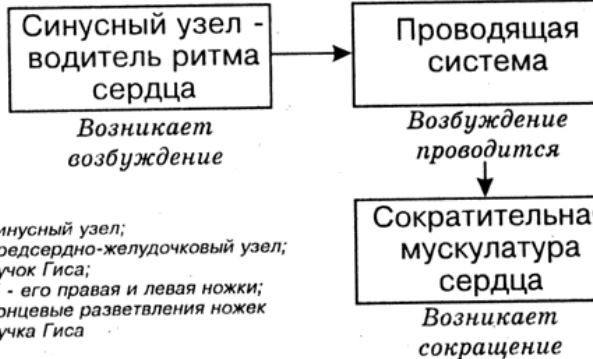 Синусный узел -
водитель ритма
сердца
Возникает
возбуждение
Проводящая
система
Возбуждение
проводится
Сократительна
мускулатура
сердца
Возникает
сокращение
инусный узел;
редсердно-желудочковый узел;
учок Гиса;
- его правая и левая ножки;
онцевые разветвления ножек
учка Гиса